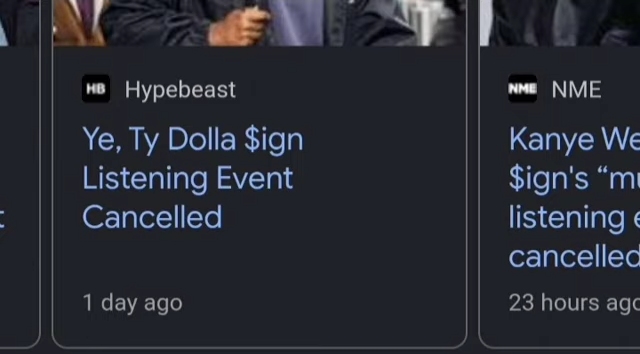 HB Hypebeast
Ye, Ty Dolla $ign
Listening Event
Cancelled
1 day ago
NME NME
Kanye We
$ign's “mu
listening e
cancelled
23 hours ago
t